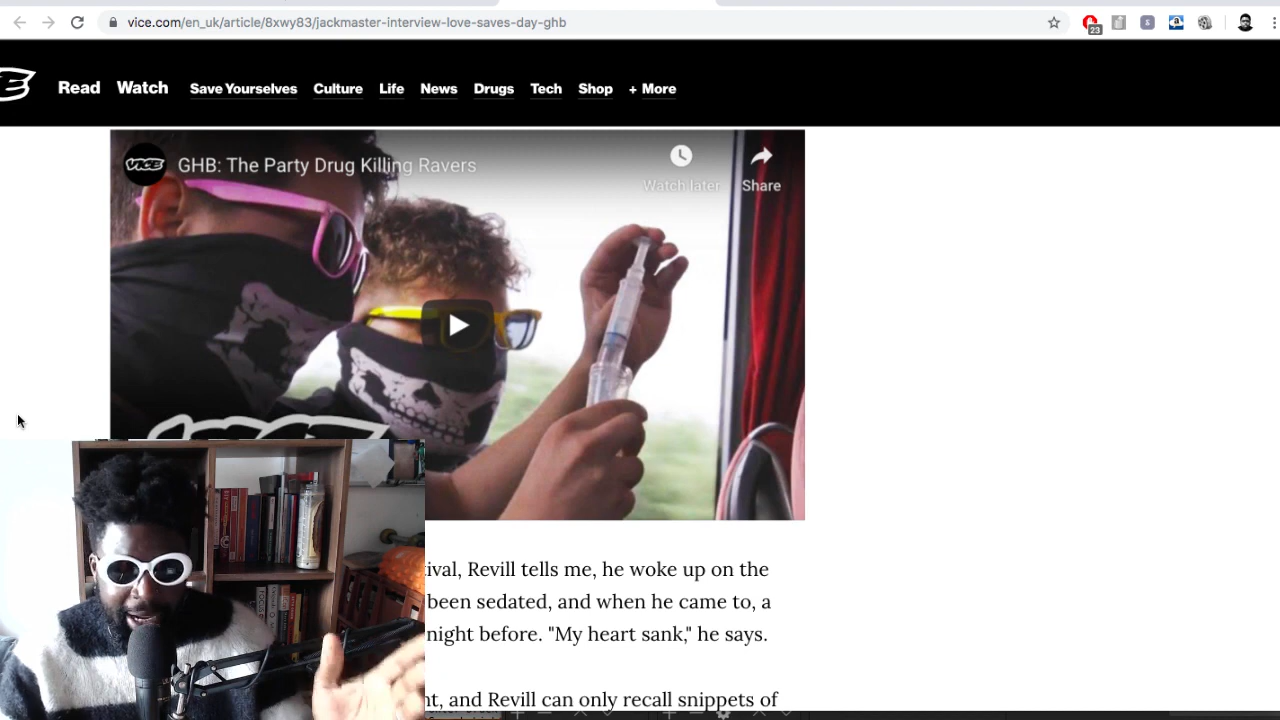 vice.com/en_uk/article/8xwy83/jackmaster-interview-love-saves-day-ghb
23
E Read Watch Save Yourselves Culture Life News Drugs Tech Shop + More
VICE GHB: The Party Drug Killing Ravers
Watch later Share
VICE
ival, Revill tells me, he woke up on the
been sedated, and when he came to, a
night before. "My heart sank," he says.
nt, and Revill can only recall snippets of